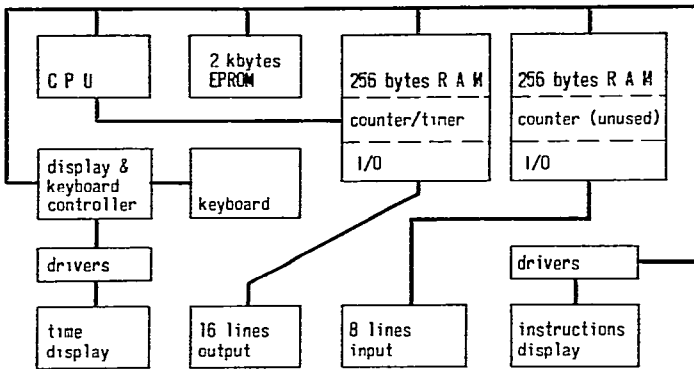 C P U
2 kbytes
EPROM
256 bytes R A M
counter/timer
I/O
256 bytes R A M
counter (unused)
I/O
display &
keyboard
controller
keyboard
drivers
drivers
time
display
16 lines
output
8 lines
input
instructions
display